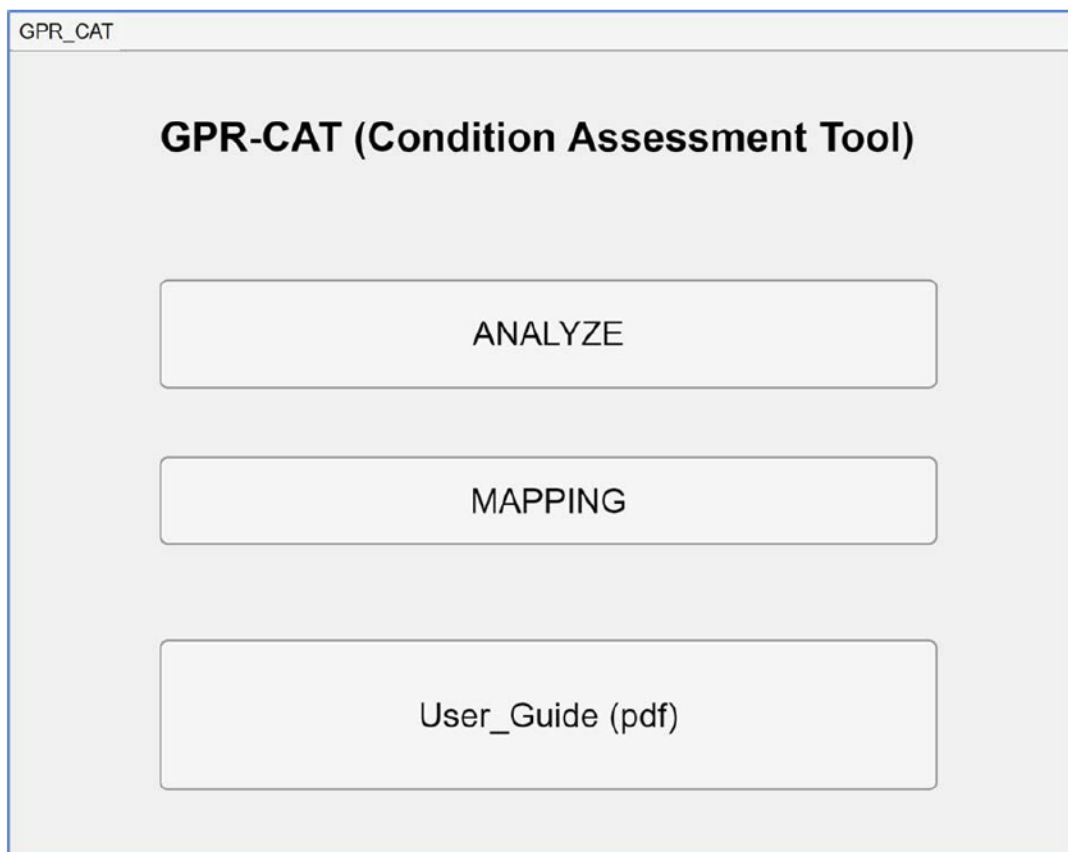 GPR_CAT
GPR-CAT (Condition Assessment Tool)
ANALYZE
MAPPING
User_Guide (pdf)